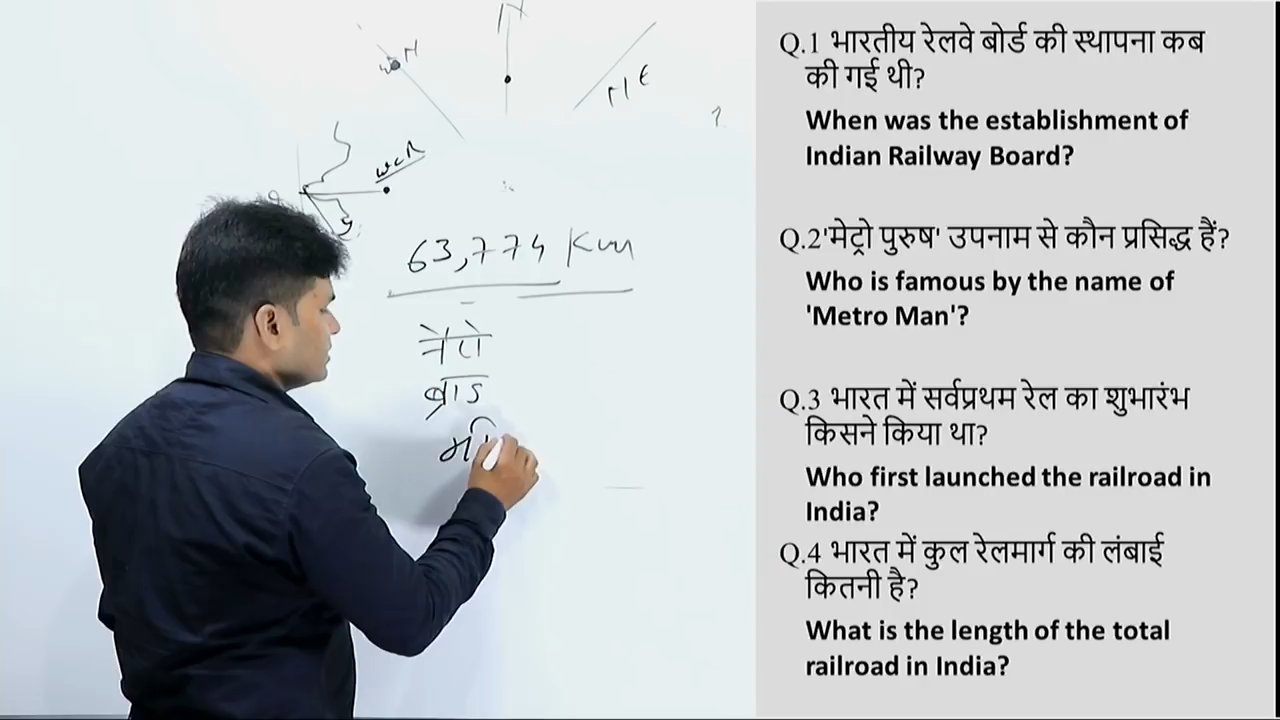 N
N
N E
?
WCR
63,774 Km
नैरो
ब्राड
Q.1 भारतीय रेलवे बोर्ड की स्थापना कब
की गई थी?
When was the establishment of
Indian Railway Board?
Q.2'मेट्रो पुरुष' उपनाम से कौन प्रसिद्ध हैं?
Who is famous by the name of
'Metro Man'?
Q.3 भारत में सर्वप्रथम रेल का शुभारंभ
किसने किया था?
Who first launched the railroad in
India?
Q.4 भारत में कुल रेलमार्ग की लंबाई
कितनी है?
What is the length of the total
railroad in India?